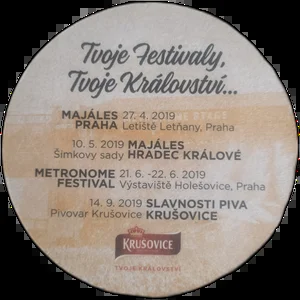 Tvoje Festivaly,
Tvoje Království...
MAJÁLES 27. 4. 2019
PRAHA Letiště Letňany, Praha
10. 5. 2019 MAJÁLES
Šimkovy sady HRADEC KRÁLOVÉ
METRONOME 21. 6. -22. 6. 2019
FESTIVAL Výstaviště Holešovice, Praha
14. 9. 2019 SLAVNOSTI PIVA
Pivovar Krušovice KRUŠOVICE
KRUŠOVICE
TVOJE KRÁLOVSTVÍ